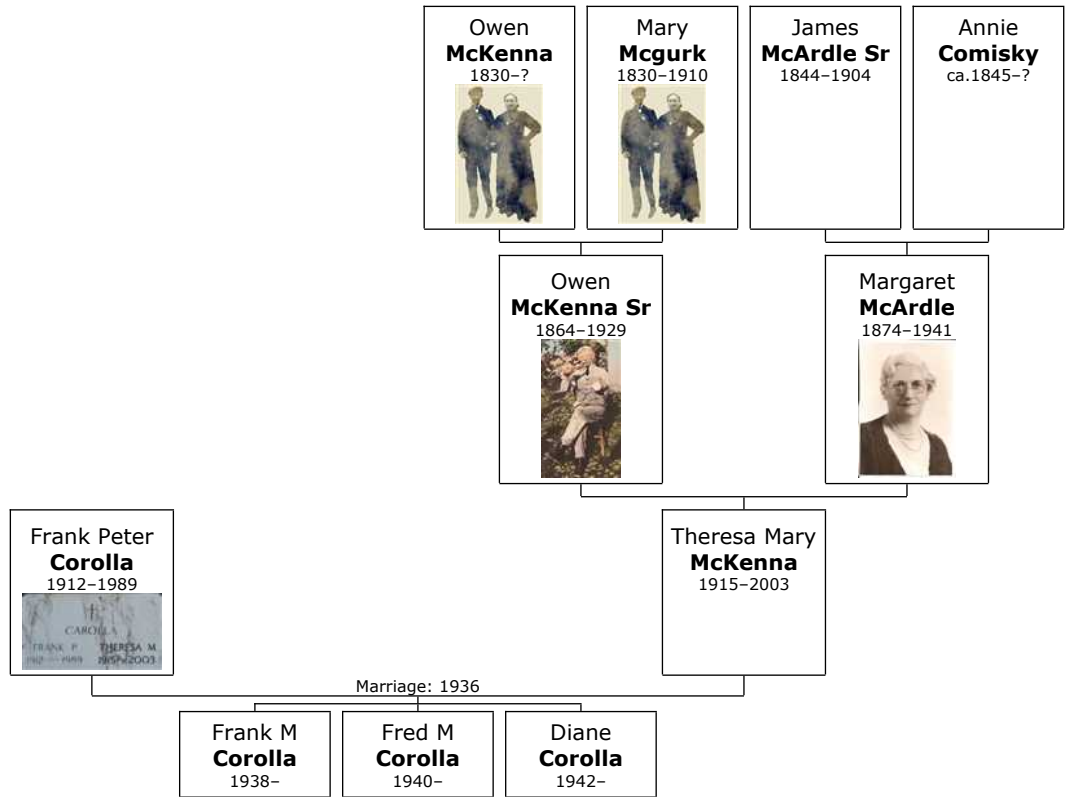 Owen
McKenna
1830–?
Mary
Mcgurk
1830–1910
James
McArdle Sr
1844–1904
Annie
Comisky
ca.1845–?
Owen
McKenna Sr
1864–1929
Margaret
McArdle
1874–1941
Frank Peter
Corolla
1912–1989
CAROLLA
FRANK P THERESA M
1989 2003
Theresa Mary
McKenna
1915–2003
Marriage: 1936
Frank M
Corolla
1938–
Fred M
Corolla
1940–
Diane
Corolla
1942–